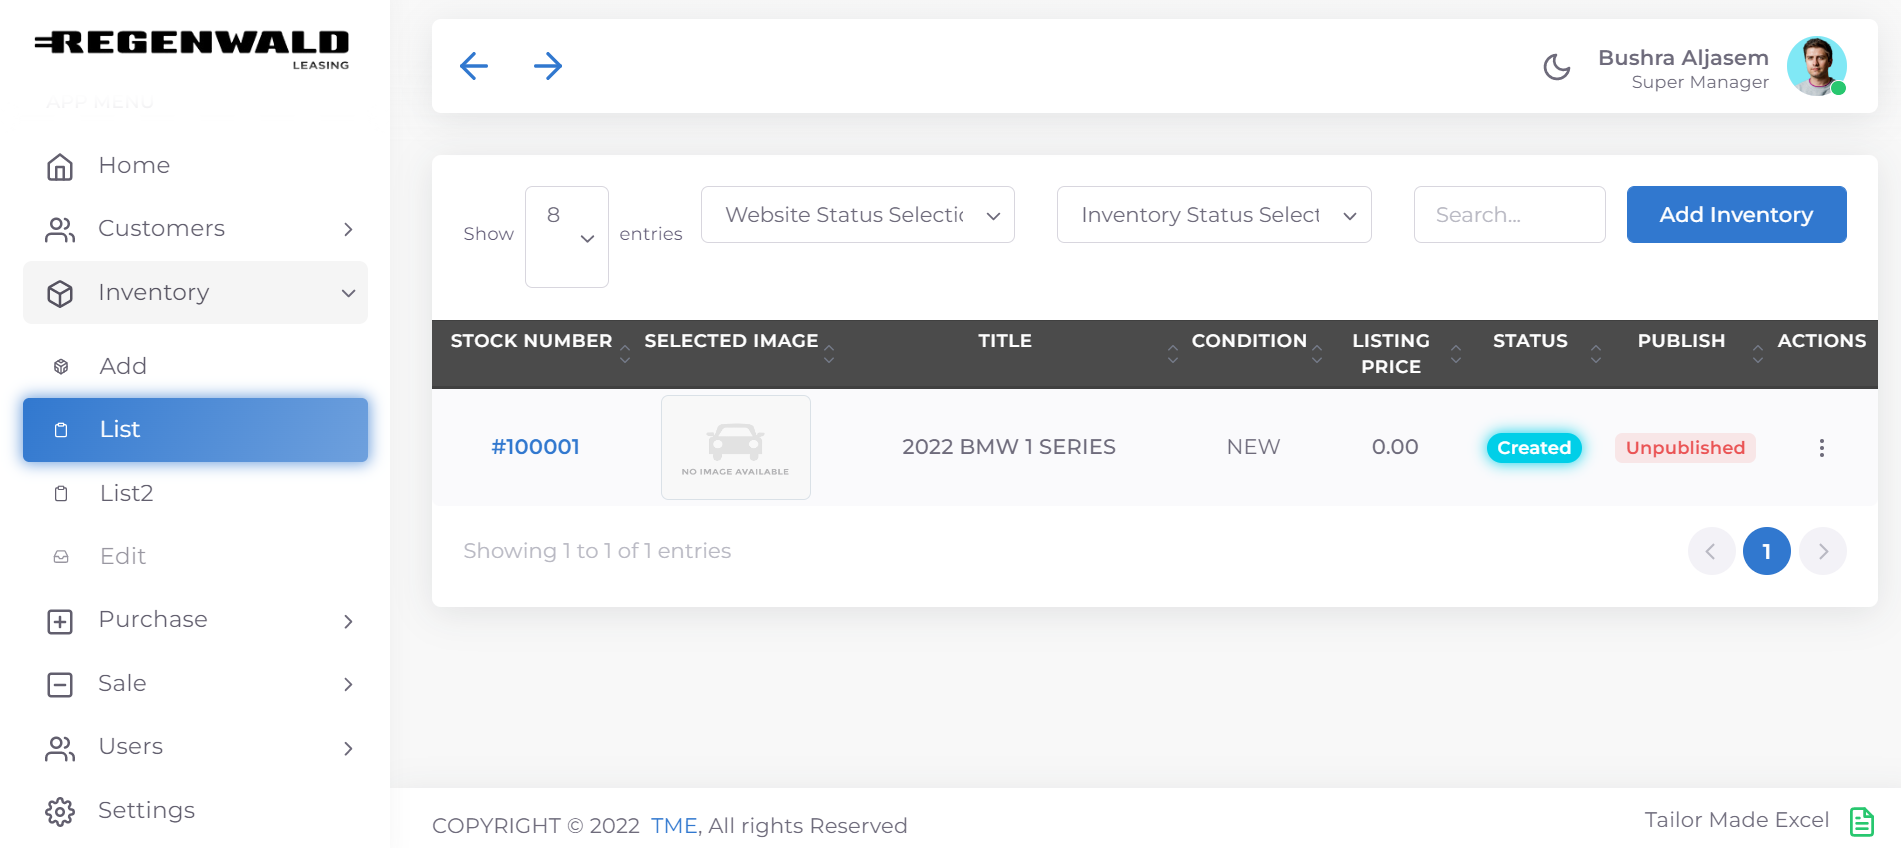 REGENWALD
LEASING
APP MENU
Home
Customers
Inventory
Add
List
List2
Edit
Purchase
Sale
Users
Settings
Bushra Aljasem
Super Manager
Show 8 entries
Website Status Selectio
Inventory Status Select
Search...
Add Inventory
STOCK NUMBER SELECTED IMAGE TITLE CONDITION LISTING PRICE STATUS PUBLISH ACTIONS
#100001 NO IMAGE AVAILABLE 2022 BMW 1 SERIES NEW 0.00 Created Unpublished
Showing 1 to 1 of 1 entries
1
COPYRIGHT © 2022 TME, All rights Reserved
Tailor Made Excel